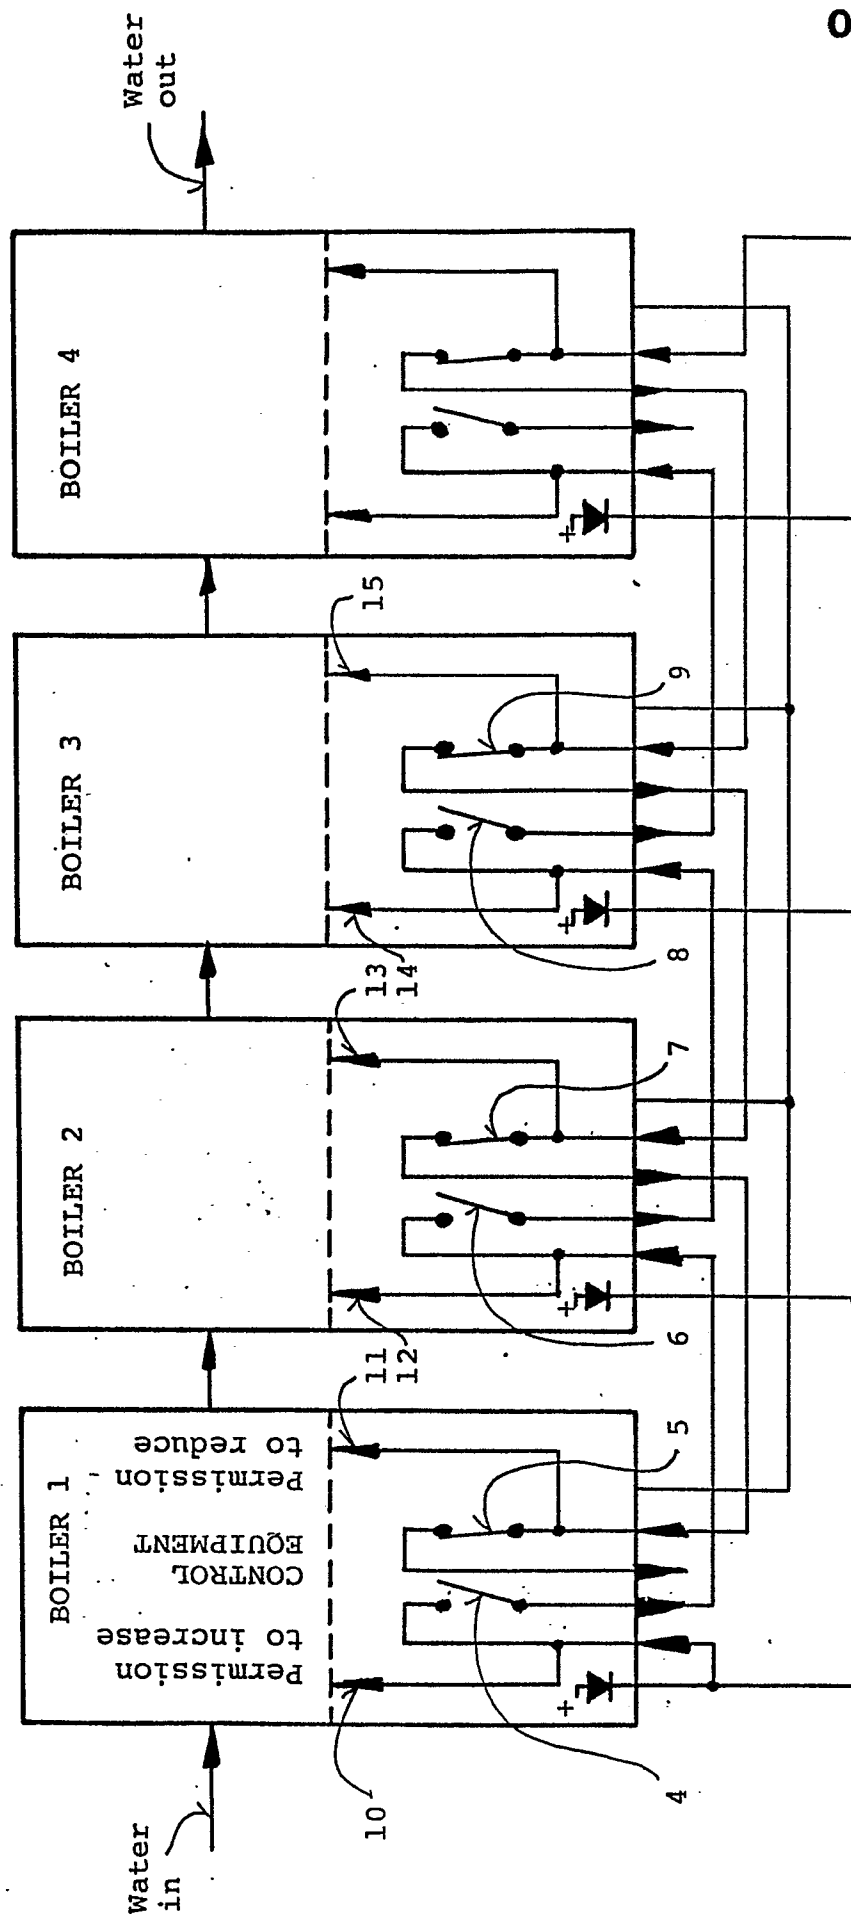 Water
in
BOILER 1
Permission
to increase
CONTROL
EQUIPMENT
Permission
to reduce
BOILER 2
BOILER 3
BOILER 4
Water
out
10
11
12
13
14
15
4
5
6
7
8
9
+
+
+
+
0